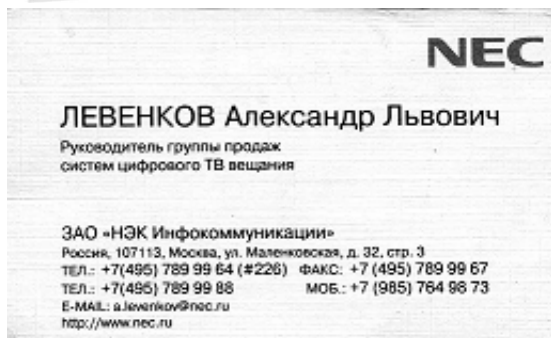 NEC
ЛЕВЕНКОВ Александр Львович
Руководитель группы продаж
систем цифрового ТВ вещания
ЗАО «НЭК Инфокоммуникации»
Россия, 107113, Москва, ул. Маленковская, д. 32, стр. 3
ТЕЛ.: +7(495) 789 99 64 (#226) ФАКС: +7 (495) 789 99 67
ТЕЛ.: +7(495) 789 99 88 МОБ.: +7 (985) 764 98 73
E-MAIL: a.levenkov@nec.ru
http://www.nec.ru